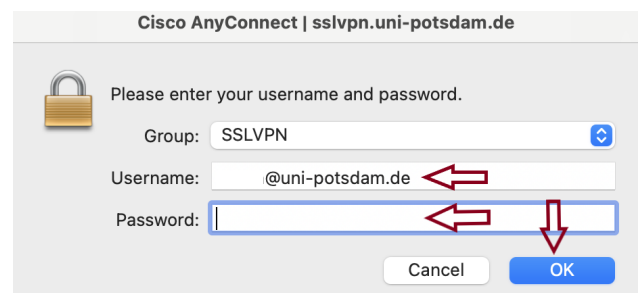 Cisco AnyConnect | sslvpn.uni-potsdam.de
Please enter your username and password.
Group: SSLVPN
Username: @uni-potsdam.de
Password:
Cancel OK